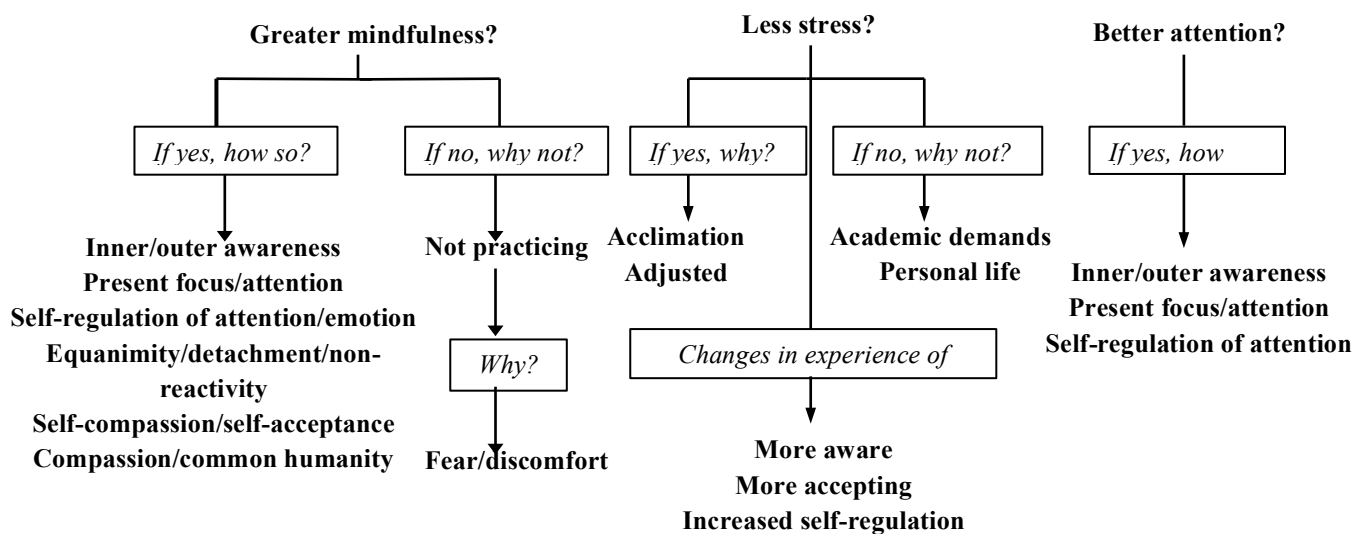 Greater mindfulness?
If yes, how so?
Inner/outer awareness
Present focus/attention
Self-regulation of attention/emotion
Equanimity/detachment/non-
reactivity
Self-compassion/self-acceptance
Compassion/common humanity
If no, why not?
Not practicing
Why?
Fear/discomfort
Less stress?
If yes, why?
Acclimation
Adjusted
If no, why not?
Academic demands
Personal life
Changes in experience of
More aware
More accepting
Increased self-regulation
Better attention?
If yes, how
Inner/outer awareness
Present focus/attention
Self-regulation of attention